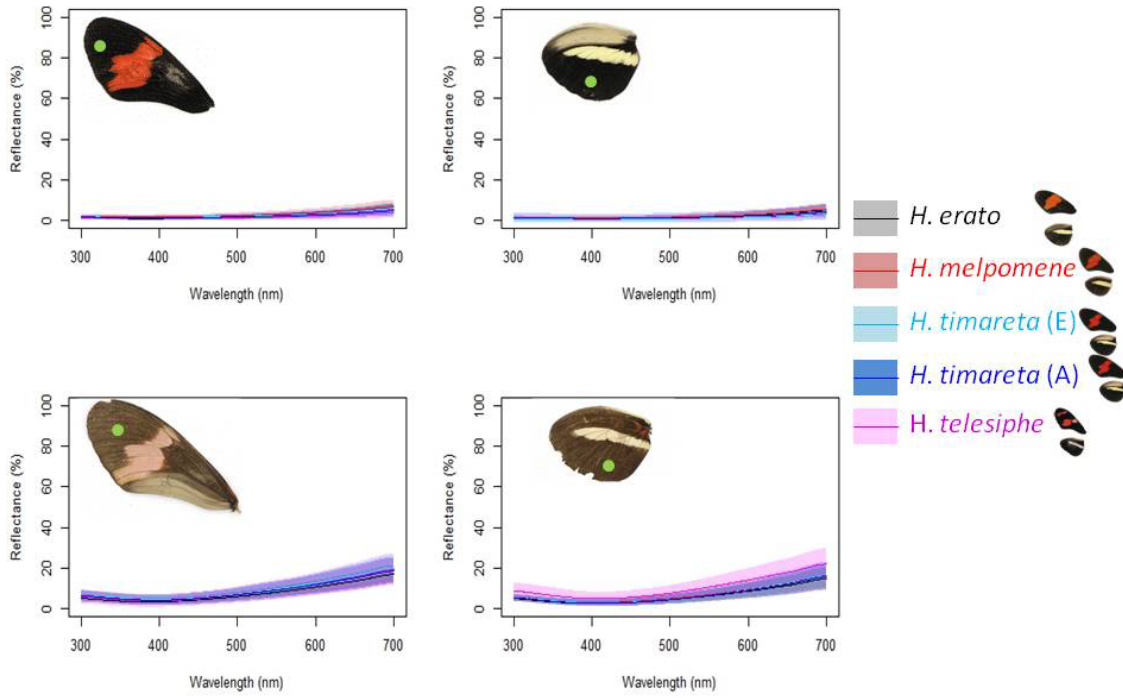 Reflectance (%)
0 20 40 60 80 100
300 400 500 600 700
Wavelength (nm)
Reflectance (%)
0 20 40 60 80 100
300 400 500 600 700
Wavelength (nm)
H. erato
H. melpomene
H. timareta (E)
H. timareta (A)
H. telesiphe
Reflectance (%)
0 20 40 60 80 100
300 400 500 600 700
Wavelength (nm)
Reflectance (%)
0 20 40 60 80 100
300 400 500 600 700
Wavelength (nm)